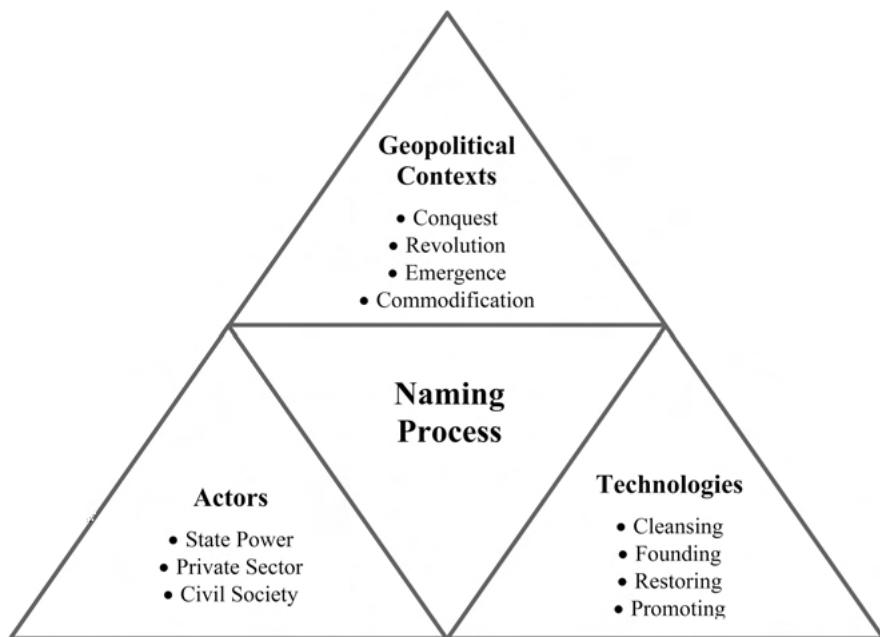 Geopolitical
Contexts
• Conquest
• Revolution
• Emergence
• Commodification
Naming
Process
Actors
• State Power
• Private Sector
• Civil Society
Technologies
• Cleansing
• Founding
• Restoring
• Promoting